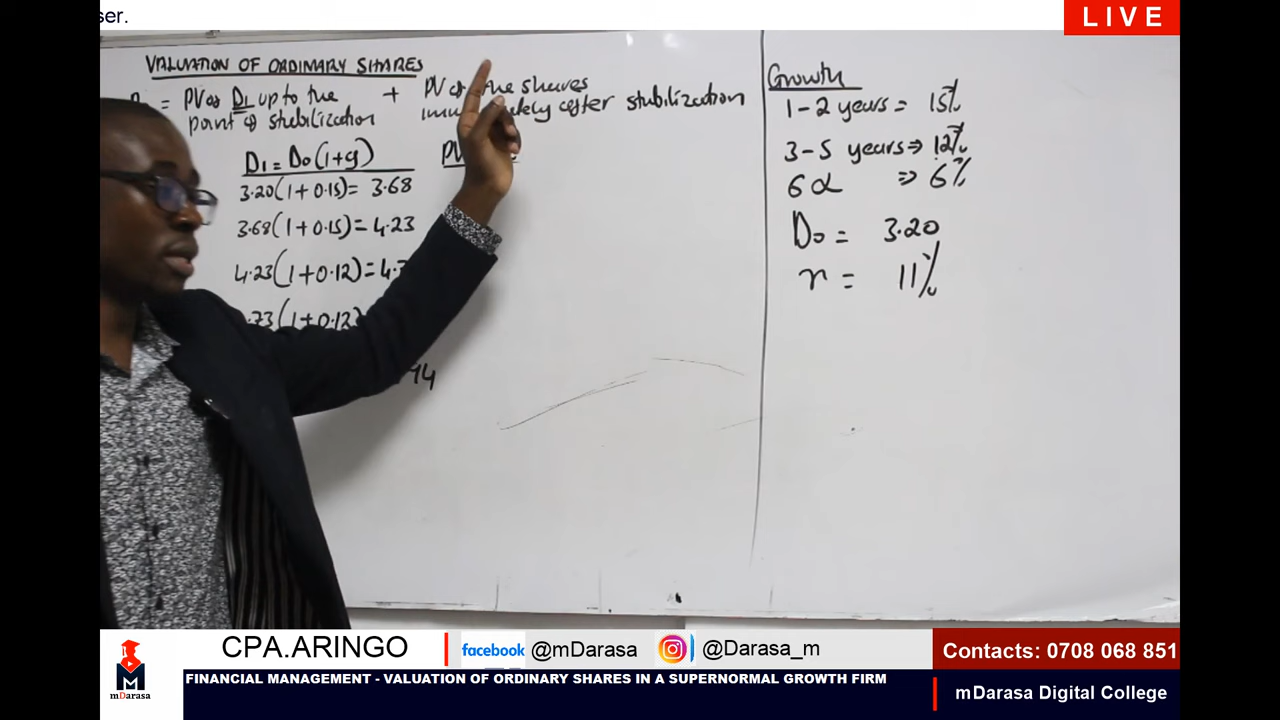 ser.
LIVE
VALUATION OF ORDINARY SHARES
= PV of D1 up to the
point of stabilization
+ PV of the shares
after stabilization
D1 = D0(1+g)
PV
3.20(1+0.15) = 3.68
3.68(1+0.15) = 4.23
4.23(1+0.12) = 4.
.73(1+0.12)
94
Growth
1-2 years = 15%
3-5 years ⇒ 12%
6 α ⇒ 6%
D0 = 3.20
r = 11%
M
mDarasa
CPA.ARINGO
facebook @mDarasa
@Darasa_m
Contacts: 0708 068 851
FINANCIAL MANAGEMENT - VALUATION OF ORDINARY SHARES IN A SUPERNORMAL GROWTH FIRM
mDarasa Digital College